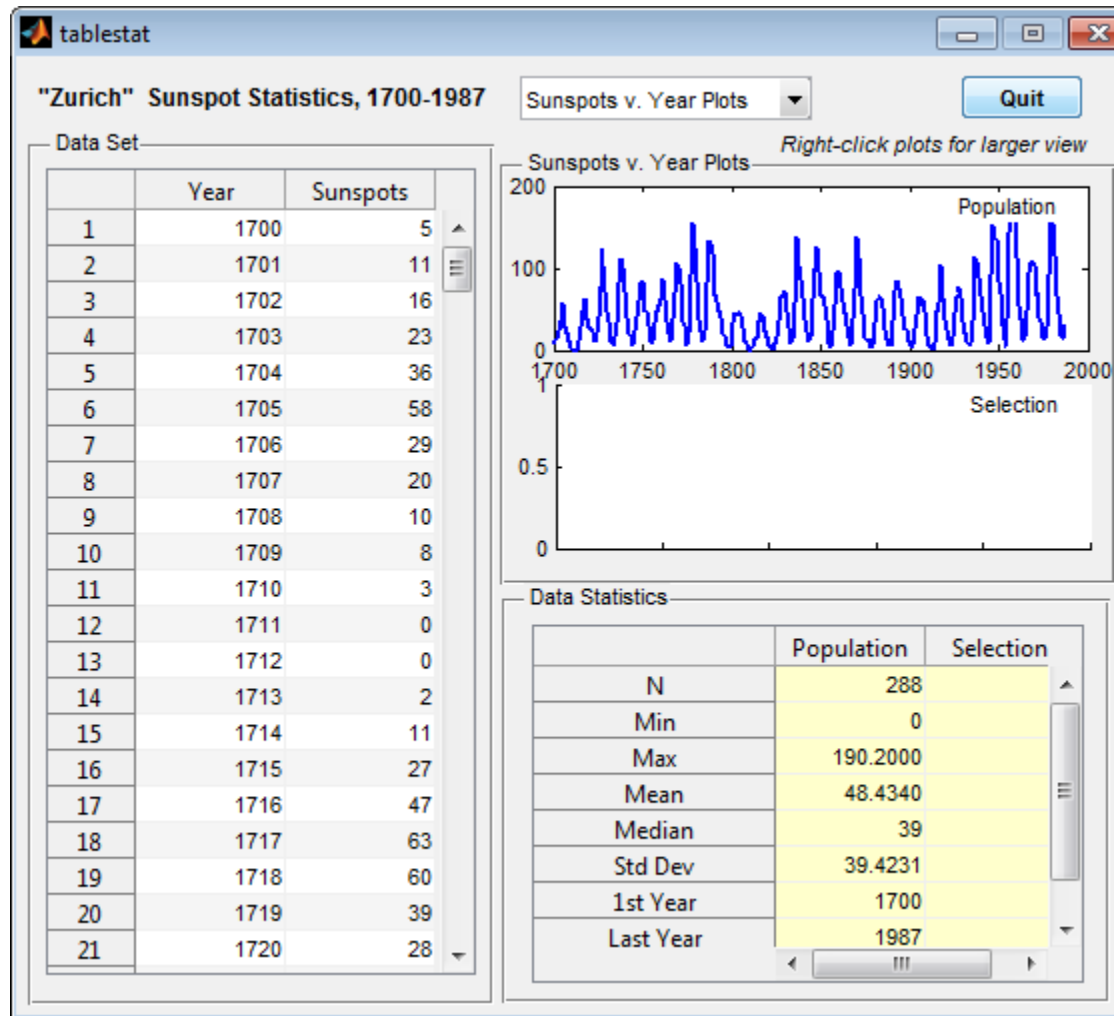 tablestat
"Zurich" Sunspot Statistics, 1700-1987
Sunspots v. Year Plots
Quit
Right-click plots for larger view
Data Set
Year Sunspots
1 1700 5
2 1701 11
3 1702 16
4 1703 23
5 1704 36
6 1705 58
7 1706 29
8 1707 20
9 1708 10
10 1709 8
11 1710 3
12 1711 0
13 1712 0
14 1713 2
15 1714 11
16 1715 27
17 1716 47
18 1717 63
19 1718 60
20 1719 39
21 1720 28
Sunspots v. Year Plots
200
Population
100
0
1700 1750 1800 1850 1900 1950 2000
1
Selection
0.5
0
Data Statistics
Population Selection
N 288
Min 0
Max 190.2000
Mean 48.4340
Median 39
Std Dev 39.4231
1st Year 1700
Last Year 1987